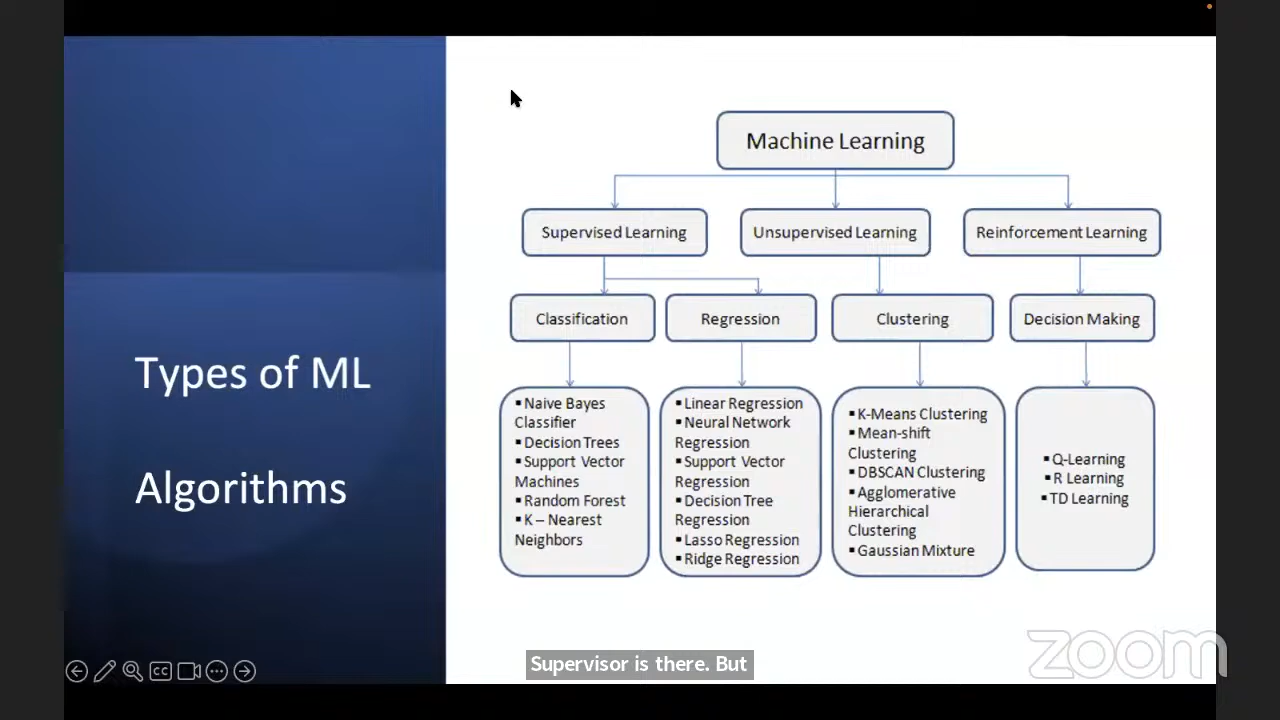 Types of ML
Algorithms
Machine Learning
Supervised Learning
Unsupervised Learning
Reinforcement Learning
Classification
Regression
Clustering
Decision Making
▪ Naive Bayes
Classifier
▪ Decision Trees
▪ Support Vector
Machines
▪ Random Forest
▪ K – Nearest
Neighbors
▪ Linear Regression
▪ Neural Network
Regression
▪ Support Vector
Regression
▪ Decision Tree
Regression
▪ Lasso Regression
▪ Ridge Regression
▪ K-Means Clustering
▪ Mean-shift
Clustering
▪ DBSCAN Clustering
▪ Agglomerative
Hierarchical
Clustering
▪ Gaussian Mixture
▪ Q-Learning
▪ R Learning
▪ TD Learning
CC
Supervisor is there. But
zoom